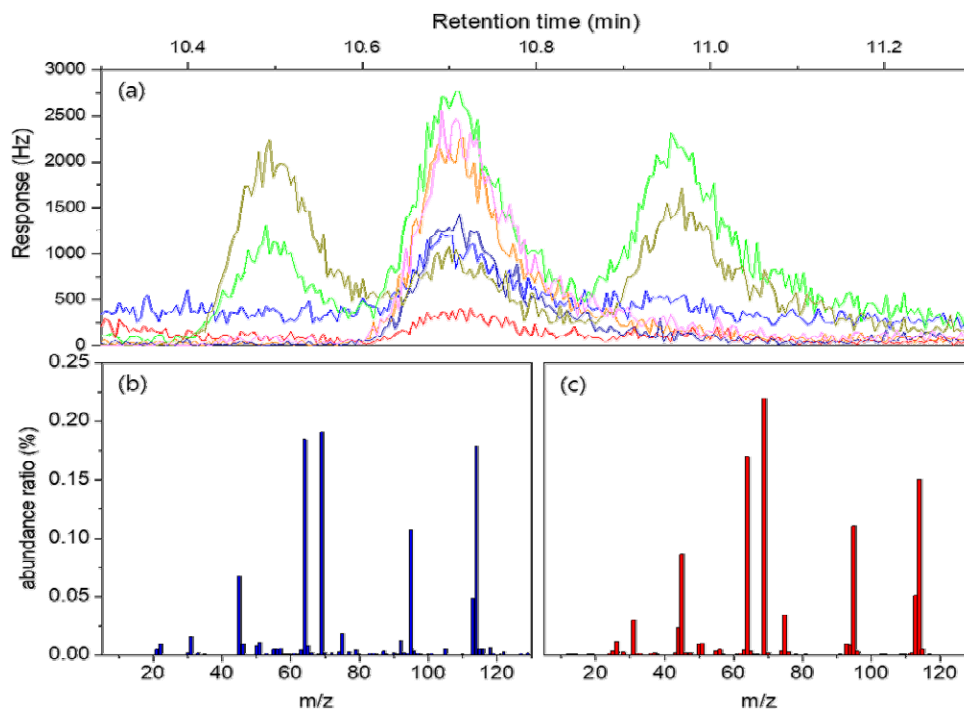 Retention time (min)
10.4 10.6 10.8 11.0 11.2
(a)
Response (Hz)
3000
2500
2000
1500
1000
500
0
(b)
(c)
abundance ratio (%)
0.25
0.20
0.15
0.10
0.05
0.00
20 40 60 80 100 120
20 40 60 80 100 120
m/z
m/z